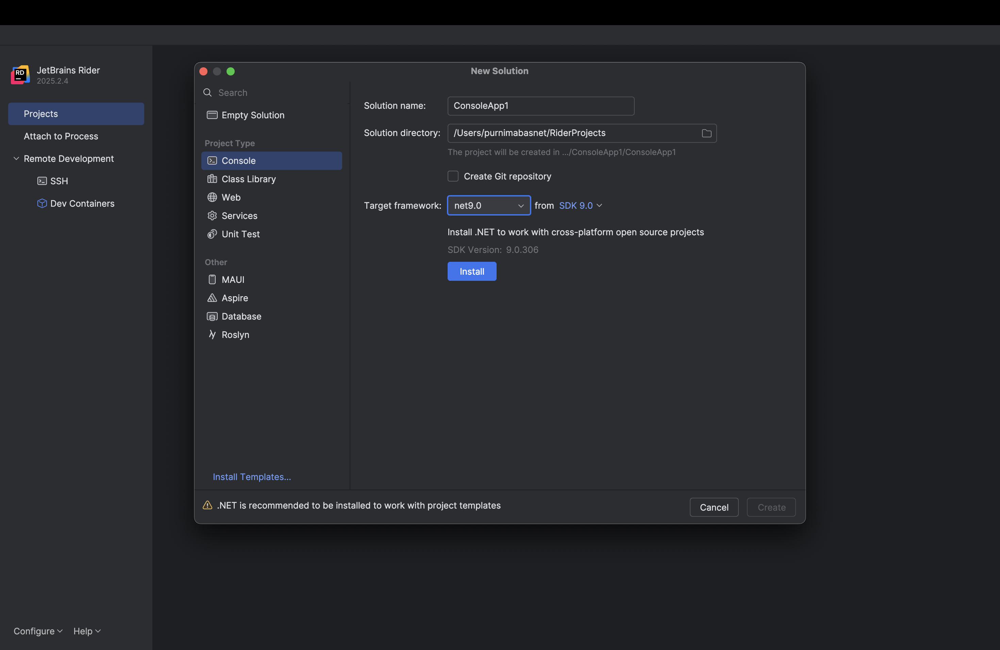 RD
JetBrains Rider
2025.2.4
Projects
Attach to Process
Remote Development
SSH
Dev Containers
Configure
Help
New Solution
Search
Empty Solution
Project Type
Console
Class Library
Web
Services
Unit Test
Other
MAUI
Aspire
Database
Roslyn
Install Templates...
Solution name: ConsoleApp1
Solution directory: /Users/purnimabasnet/RiderProjects
The project will be created in .../ConsoleApp1/ConsoleApp1
Create Git repository
Target framework: net9.0 from SDK 9.0
Install .NET to work with cross-platform open source projects
SDK Version: 9.0.306
Install
.NET is recommended to be installed to work with project templates
Cancel
Create